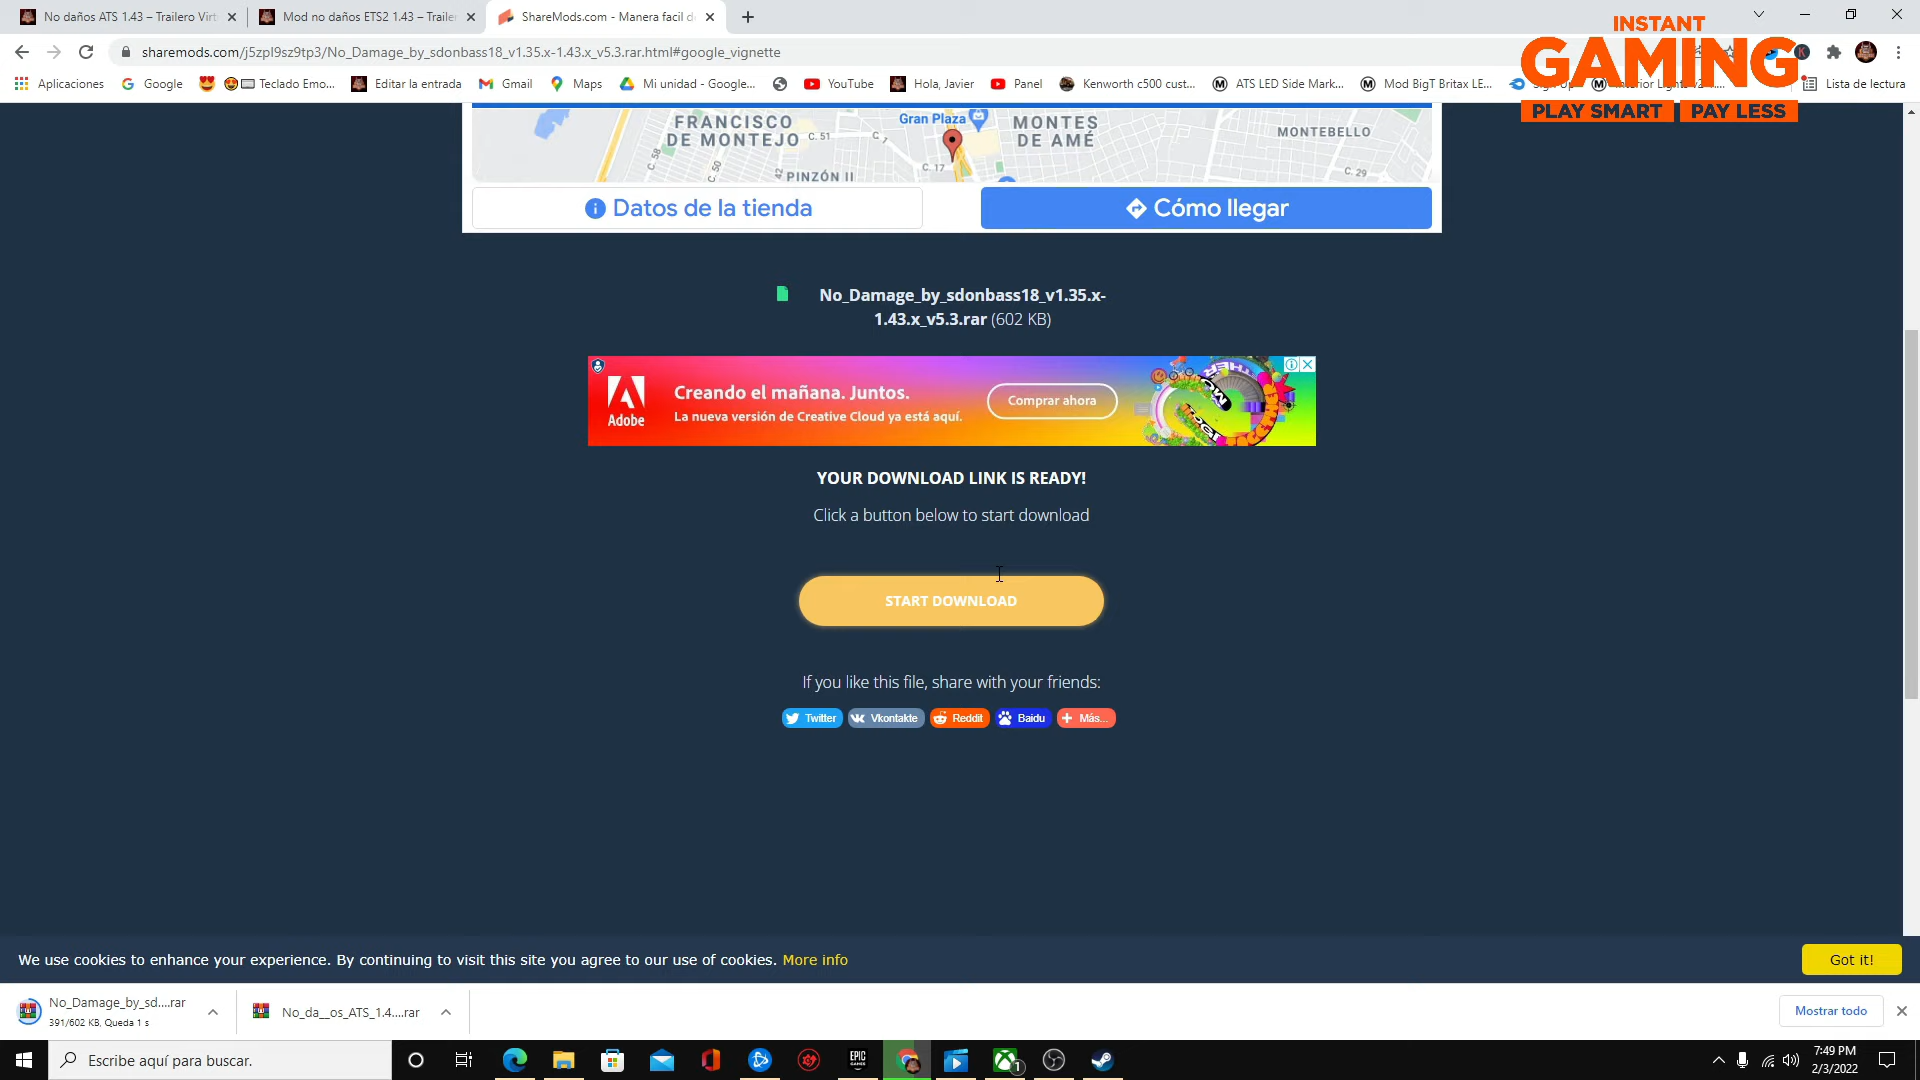 No daños ATS 1.43 – Trailero Virt
Mod no daños ETS2 1.43 – Trailer
ShareMods.com - Manera facil d
INSTANT
GAMING
PLAY SMART
PAY LESS
sharemods.com/j5zpl9sz9tp3/No_Damage_by_sdonbass18_v1.35.x-1.43.x_v5.3.rar.html#google_vignette
K
Aplicaciones
Google
Teclado Emo...
Editar la entrada
Gmail
Maps
Mi unidad - Google...
YouTube
Hola, Javier
Panel
Kenworth c500 cust...
ATS LED Side Mark...
Mod BigT Britax LE...
Lista de lectura
FRANCISCO
DE MONTEJO
C. 51
C. 58
C. 50
42
PINZÓN II
Gran Plaza
C. 17
MONTES
DE AMÉ
MONTEBELLO
C. 29
Datos de la tienda
Cómo llegar
No_Damage_by_sdonbass18_v1.35.x-
1.43.x_v5.3.rar (602 KB)
Adobe
Creando el mañana. Juntos.
La nueva versión de Creative Cloud ya está aquí.
Comprar ahora
YOUR DOWNLOAD LINK IS READY!
Click a button below to start download
START DOWNLOAD
If you like this file, share with your friends:
Twitter
Vkontakte
Reddit
Baidu
Más...
We use cookies to enhance your experience. By continuing to visit this site you agree to our use of cookies. More info
Got it!
No_Damage_by_sd....rar
391/602 KB, Queda 1 s
No_da__os_ATS_1.4....rar
Mostrar todo
Escribe aquí para buscar.
EPIC
GAMES
1
7:49 PM
2/3/2022